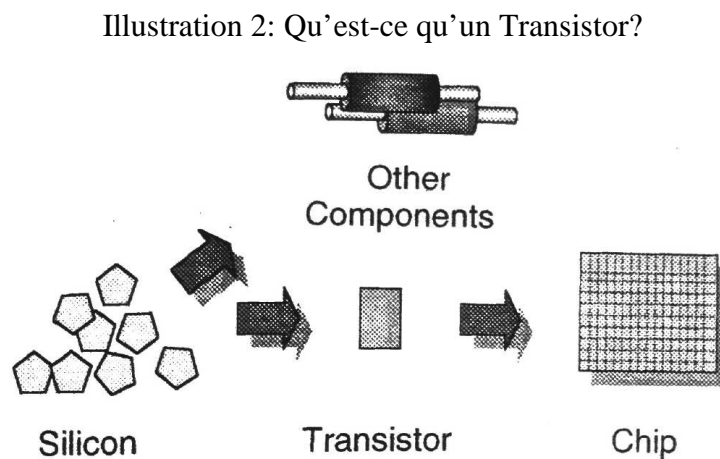 Illustration 2: Qu’est-ce qu’un Transistor?
Other
Components
Silicon
Transistor
Chip